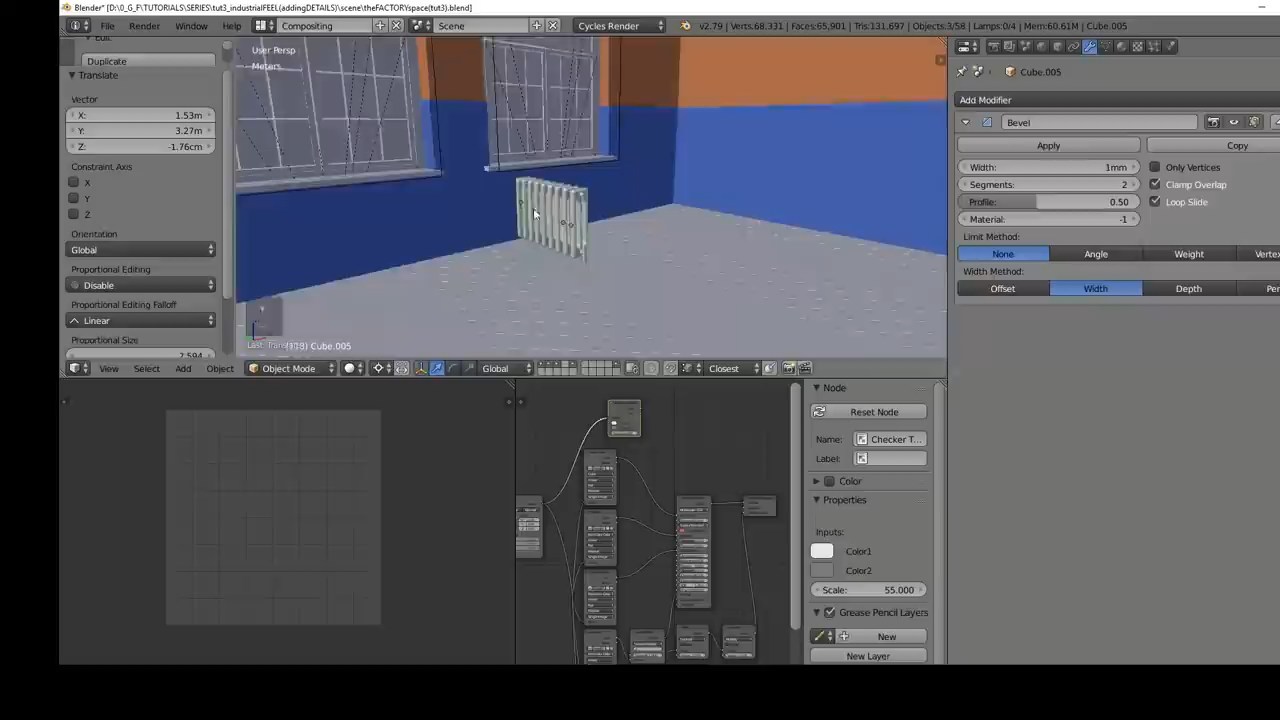 Blender* [D:\0_G_F\TUTORIALS\SERIES\tut3_industrialFEEL(addingDETAILS)\scene\theFACTORYspace(tut3).blend]
File Render Window Help Compositing Scene Cycles Render v2.79 | Verts:68,331 | Faces:65,901 | Tris:131,697 | Objects:3/58 | Lamps:0/4 | Mem:60.61M | Cube.005
Duplicate
Translate
Vector
X: 1.53m
Y: 3.27m
Z: -1.76cm
Constraint Axis
X
Y
Z
Orientation
Global
Proportional Editing
Disable
Proportional Editing Falloff
Linear
Proportional Size
2.594
User Persp
Meters
(118) Cube.005
View Select Add Object Object Mode Global Closest
Cube.005
Add Modifier
Bevel
Apply Copy
Width: 1mm Only Vertices
Segments: 2 Clamp Overlap
Profile: 0.50 Loop Slide
Material: -1
Limit Method:
None Angle Weight Vertex
Width Method:
Offset Width Depth
Node
Reset Node
Name: Checker T...
Label:
Color
Properties
Inputs:
Color1
Color2
Scale: 55.000
Grease Pencil Layers
New
New Layer